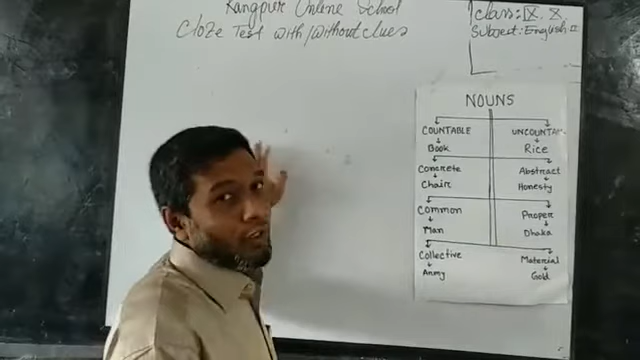 Rangpur Online School
Cloze Test with/without clues
class: IX. X
Subject: English II
NOUNS
COUNTABLE UNCOUNTA
Book Rice
Concrete Abstract
Chair Honesty
Common Proper
Man Dhaka
Collective Material
Army Gold